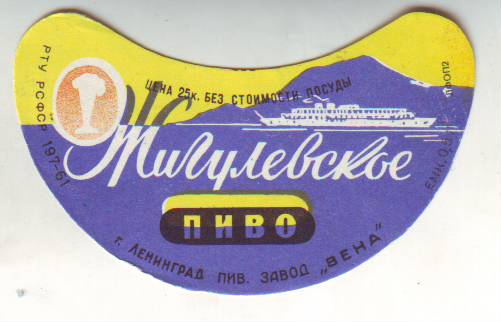 РТУ РСФСР 197-61
ЦЕНА 25к. БЕЗ СТОИМОСТИ ПОСУДЫ
Жигулевское
ПИВО
г. ЛЕНИНГРАД ПИВ. ЗАВОД „ВЕНА"